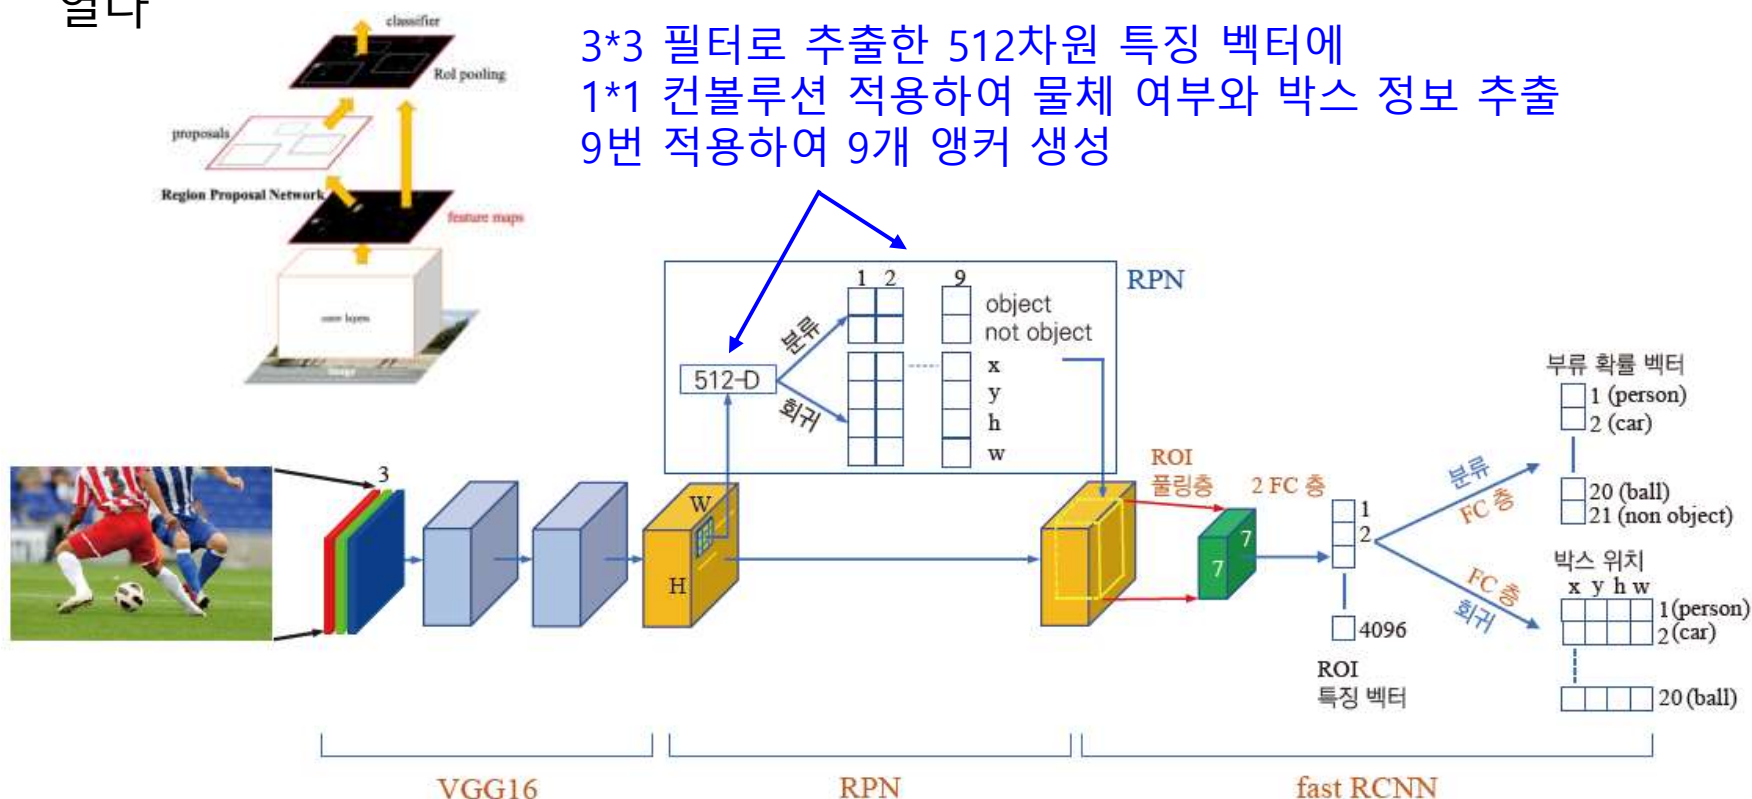 열다
classifier
RoI pooling
proposals
Region Proposal Network
feature maps
conv layers
image
3*3 필터로 추출한 512차원 특징 벡터에
1*1 컨볼루션 적용하여 물체 여부와 박스 정보 추출
9번 적용하여 9개 앵커 생성
RPN
1 2 9
object
not object
분류
512-D
회귀
x
y
h
w
3
W
H
ROI
풀링층
2 FC 층
7
7
1
2
4096
ROI
특징 벡터
분류
FC 층
FC 층
회귀
부류 확률 벡터
1 (person)
2 (car)
20 (ball)
21 (non object)
박스 위치
x y h w
1(person)
2(car)
20(ball)
VGG16
RPN
fast RCNN